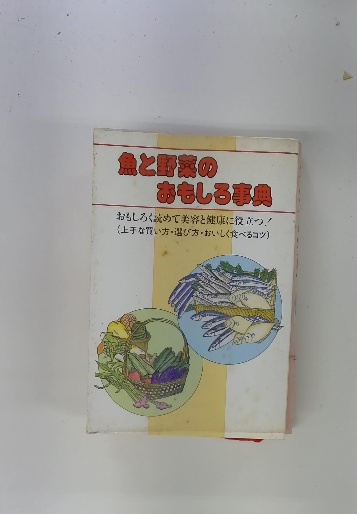 魚と野菜の
おもしろ事典
おもしろく読めて美容と健康に役立つ！
（上手な買い方・選び方・おいしく食べるコツ）